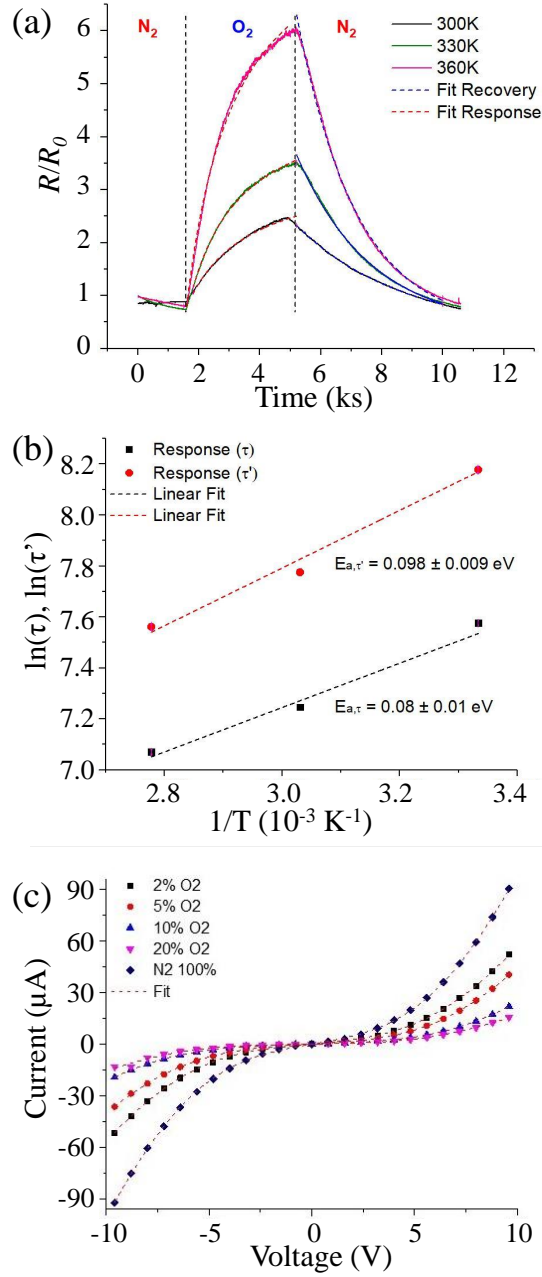 (a)
N2 O2 N2
300K
330K
360K
Fit Recovery
Fit Response
R/R0
6
5
4
3
2
1
0
0 2 4 6 8 10 12
Time (ks)
(b)
Response (τ)
Response (τ')
Linear Fit
Linear Fit
ln(τ), ln(τ')
8.2
8.0
7.8
7.6
7.4
7.2
7.0
Ea,τ' = 0.098 ± 0.009 eV
Ea,τ = 0.08 ± 0.01 eV
2.8 3.0 3.2 3.4
1/T (10⁻³ K⁻¹)
(c)
2% O2
5% O2
10% O2
20% O2
N2 100%
Fit
Current (μA)
90
60
30
0
-30
-60
-90
-10 -5 0 5 10
Voltage (V)